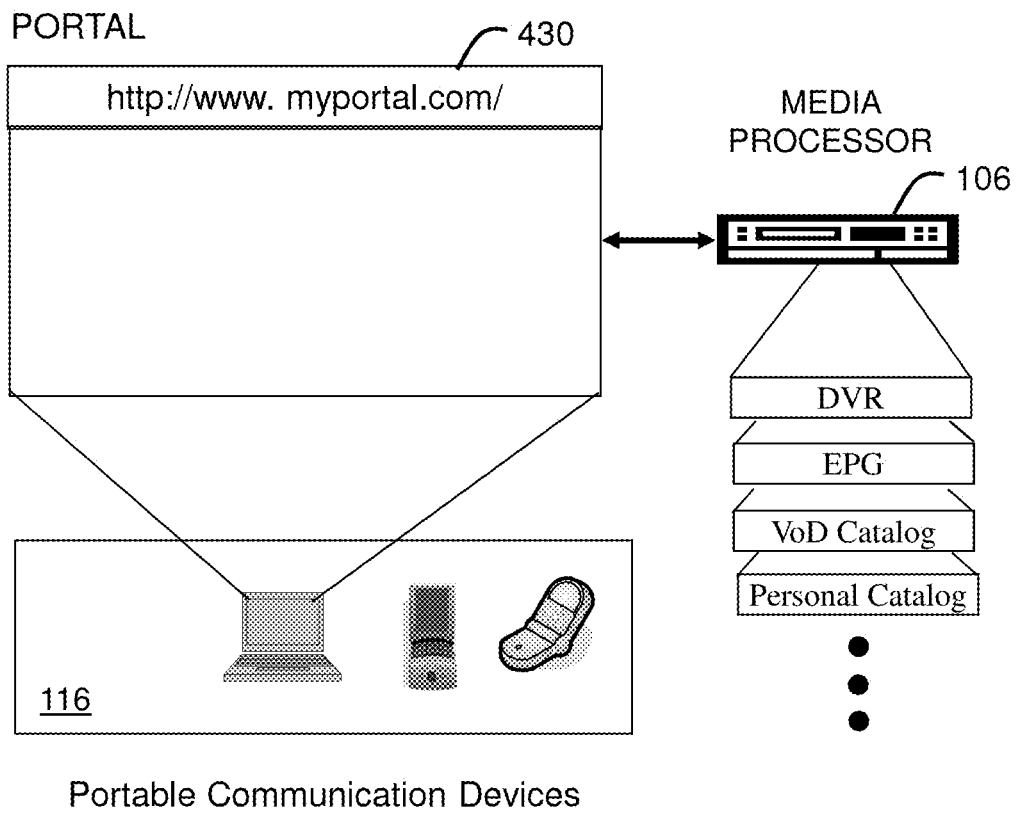 PORTAL
430
http://www. myportal.com/
MEDIA
PROCESSOR
106
DVR
EPG
VoD Catalog
Personal Catalog
116
Portable Communication Devices